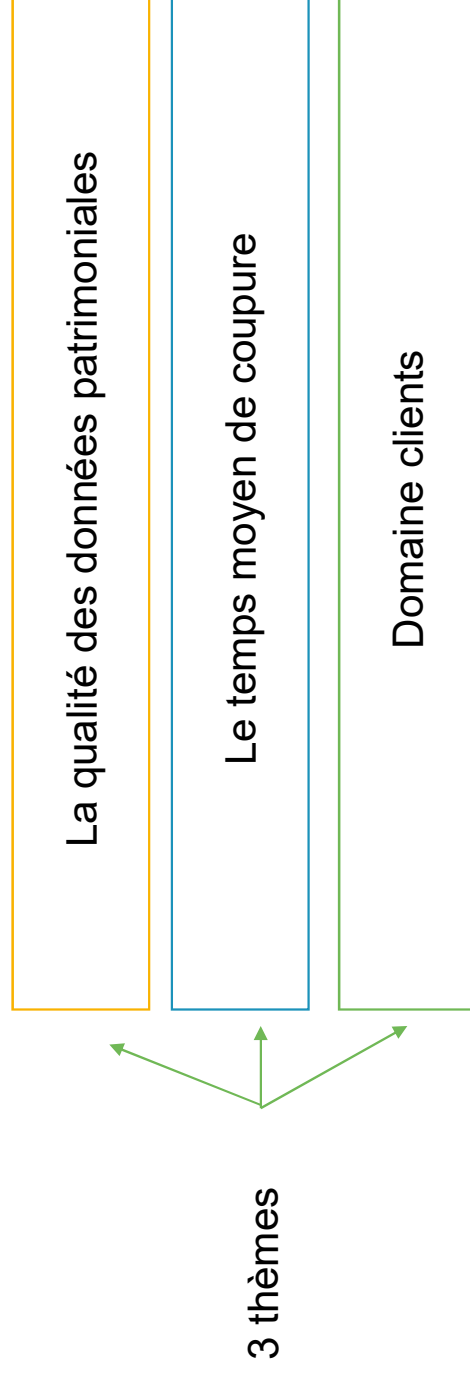 3 thèmes
La qualité des données patrimoniales
Le temps moyen de coupure
Domaine clients